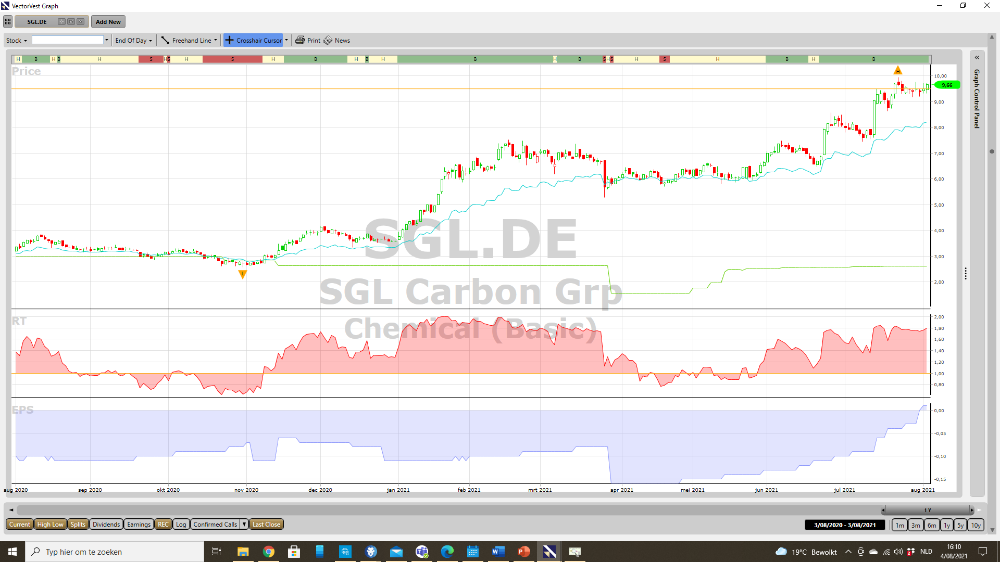 VectorVest Graph
SGL.DE Add New
Stock End Of Day Freehand Line Crosshair Cursor Print News
H B H B H S H S H S H B H B H B H B S H S H S H B H B
Price
H
10,00
9,66
9,00
8,00
7,00
6,00
5,00
4,00
3,00
2,00
L
SGL.DE
SGL Carbon Grp
Chemical (Basic)
Graph Control Panel
RT
2,00
1,80
1,60
1,40
1,20
1,00
0,80
EPS
0,00
-0,05
-0,10
-0,15
aug 2020 sep 2020 okt 2020 nov 2020 dec 2020 jan 2021 feb 2021 mrt 2021 apr 2021 mei 2021 jun 2021 jul 2021 aug 2021
1 Y
Current High Low Splits Dividends Earnings REC Log Confirmed Calls Last Close 3/08/2020 - 3/08/2021 1m 3m 6m 1y 5y 10y
Typ hier om te zoeken 19°C Bewolkt NLD 16:10
4/08/2021